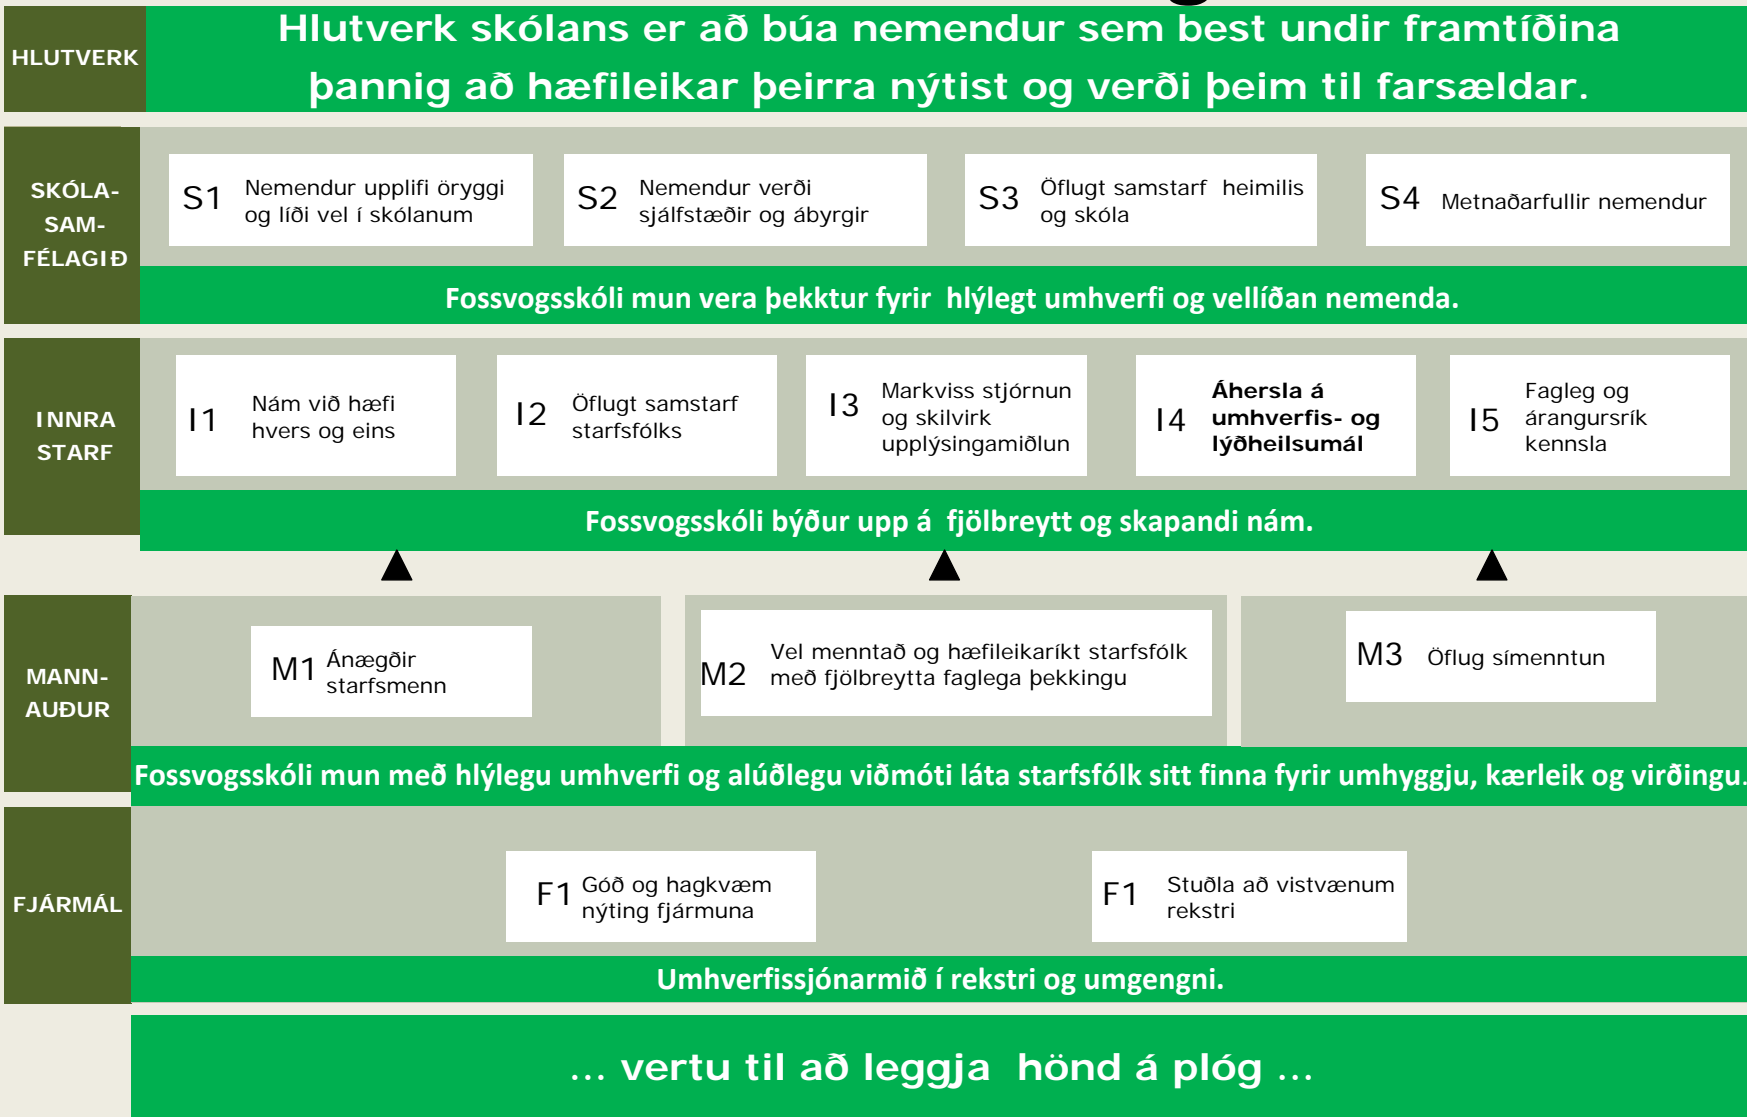 HLUTVERK
Hlutverk skólans er að búa nemendur sem best undir framtíðina
þannig að hæfileikar þeirra nýtist og verði þeim til farsældar.
SKÓLA-
SAM-
FÉLAGIÐ
S1
Nemendur upplifi öryggi
og líði vel í skólanum
S2
Nemendur verði
sjálfstæðir og ábyrgir
S3
Öflugt samstarf  heimilis
og skóla
S4
Metnaðarfullir nemendur
Fossvogsskóli mun vera þekktur fyrir  hlýlegt umhverfi og vellíðan nemenda.
INNRA
STARF
I1
Nám við hæfi
hvers og eins
I2
Öflugt samstarf
starfsfólks
I3
Markviss stjórnun
og skilvirk
upplýsingamiðlun
I4
Áhersla á
umhverfis- og
lýðheilsumál
I5
Fagleg og
árangursrík
kennsla
Fossvogsskóli býður upp á  fjölbreytt og skapandi nám.
MANN-
AUÐUR
M1
Ánægðir
starfsmenn
M2
Vel menntað og hæfileikaríkt starfsfólk
með fjölbreytta faglega þekkingu
M3
Öflug símenntun
Fossvogsskóli mun með hlýlegu umhverfi og alúðlegu viðmóti láta starfsfólk sitt finna fyrir umhyggju, kærleik og virðingu.
FJÁRMÁL
F1
Góð og hagkvæm
nýting fjármuna
F1
Stuðla að vistvænum
rekstri
Umhverfissjónarmið í rekstri og umgengni.
… vertu til að leggja  hönd á plóg …